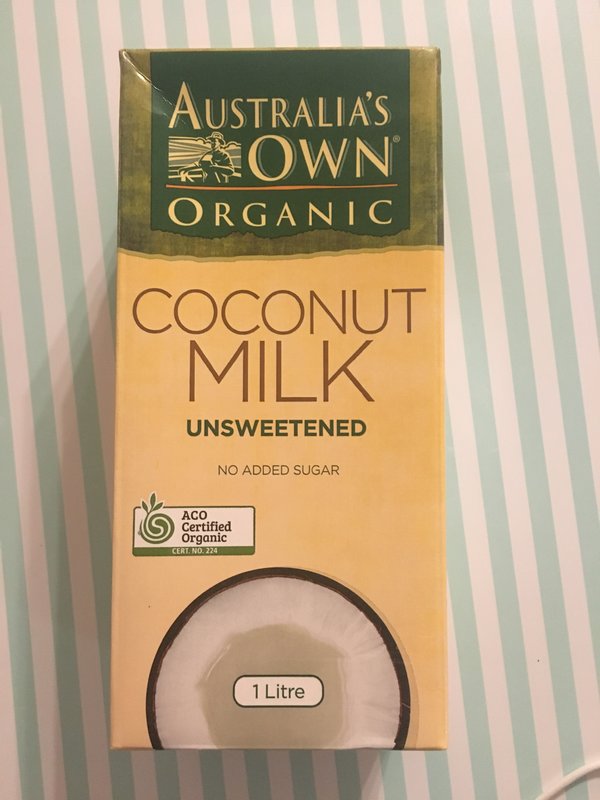 AUSTRALIA'S
OWN®
ORGANIC
COCONUT
MILK
UNSWEETENED
NO ADDED SUGAR
ACO
Certified
Organic
CERT. NO. 224
1 Litre